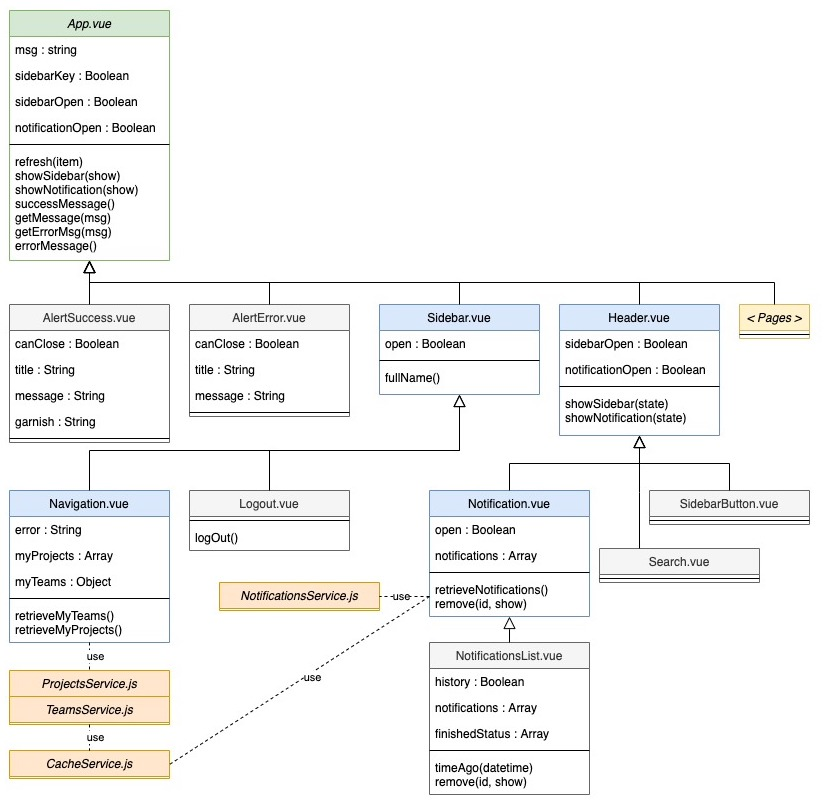 App.vue
msg : string
sidebarKey : Boolean
sidebarOpen : Boolean
notificationOpen : Boolean
refresh(item)
showSidebar(show)
showNotification(show)
successMessage()
getMessage(msg)
getErrorMsg(msg)
errorMessage()
AlertSuccess.vue
canClose : Boolean
title : String
message : String
garnish : String
AlertError.vue
canClose : Boolean
title : String
message : String
Sidebar.vue
open : Boolean
fullName()
Header.vue
sidebarOpen : Boolean
notificationOpen : Boolean
showSidebar(state)
showNotification(state)
< Pages >
Navigation.vue
error : String
myProjects : Array
myTeams : Object
retrieveMyTeams()
retrieveMyProjects()
Logout.vue
logOut()
Notification.vue
open : Boolean
notifications : Array
retrieveNotifications()
remove(id, show)
SidebarButton.vue
Search.vue
NotificationsService.js
use
use
ProjectsService.js
TeamsService.js
use
CacheService.js
use
NotificationsList.vue
history : Boolean
notifications : Array
finishedStatus : Array
timeAgo(datetime)
remove(id, show)